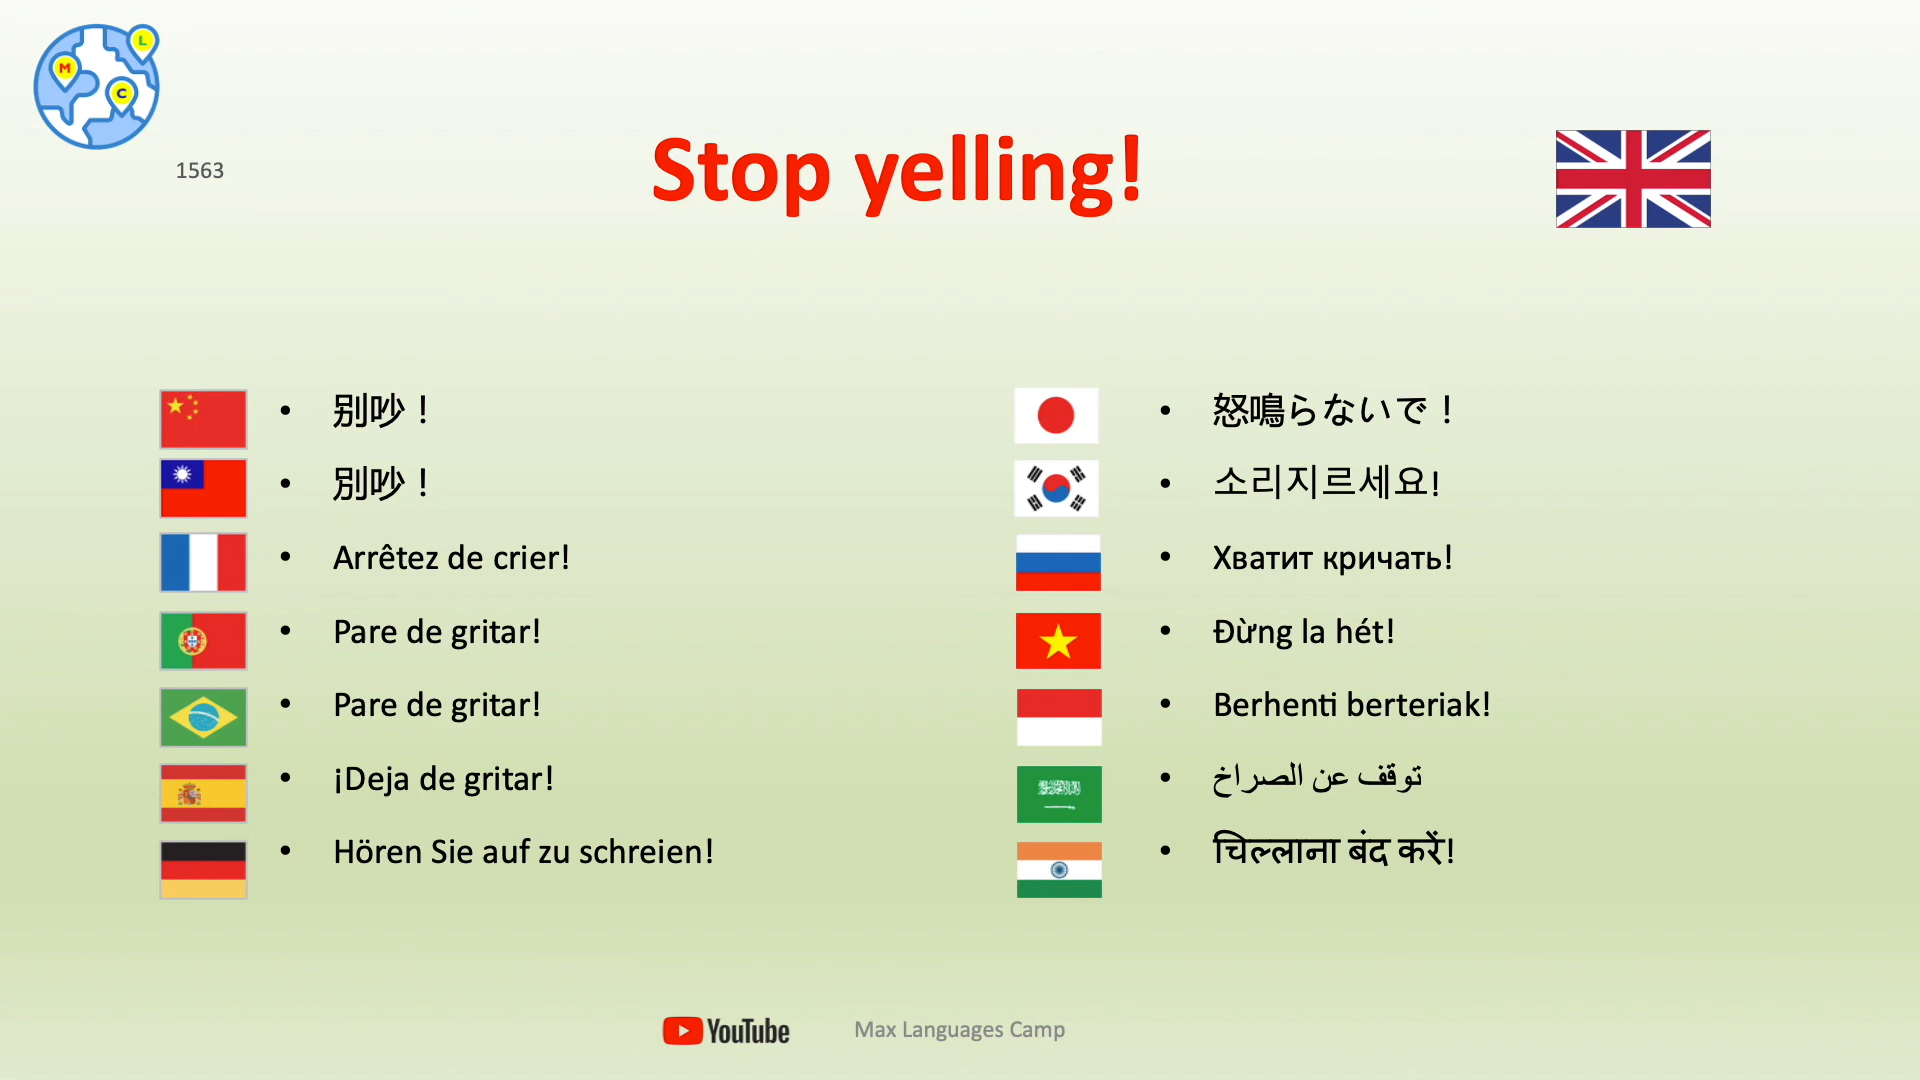 L
M
C
1563
Stop yelling!
• 别吵！
• 別吵！
• Arrêtez de crier!
• Pare de gritar!
• Pare de gritar!
• ¡Deja de gritar!
• Hören Sie auf zu schreien!
• 怒鳴らないで！
• 소리지르세요!
• Хватит кричать!
• Đừng la hét!
• Berhenti berteriak!
• توقف عن الصراخ
• चिल्लाना बंद करें!
YouTube
Max Languages Camp